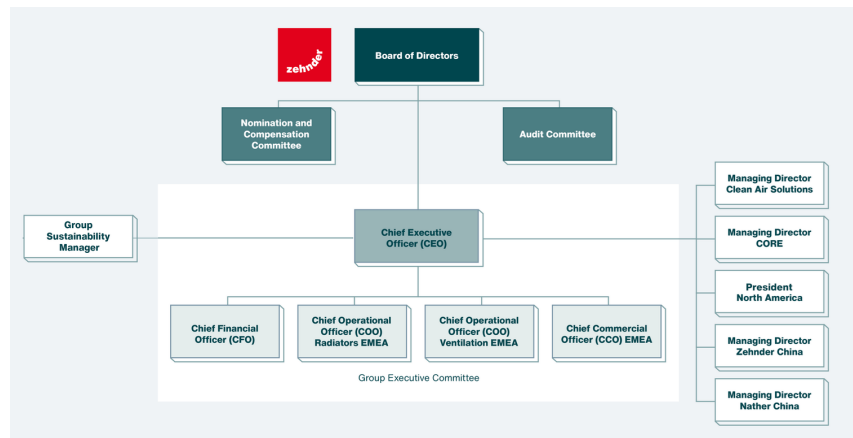 zehnder
Board of Directors
Nomination and
Compensation
Committee
Audit Committee
Managing Director
Clean Air Solutions
Group
Sustainability
Manager
Chief Executive
Officer (CEO)
Managing Director
CORE
President
North America
Chief Financial
Officer (CFO)
Chief Operational
Officer (COO)
Radiators EMEA
Chief Operational
Officer (COO)
Ventilation EMEA
Chief Commercial
Officer (CCO) EMEA
Managing Director
Zehnder China
Group Executive Committee
Managing Director
Nather China